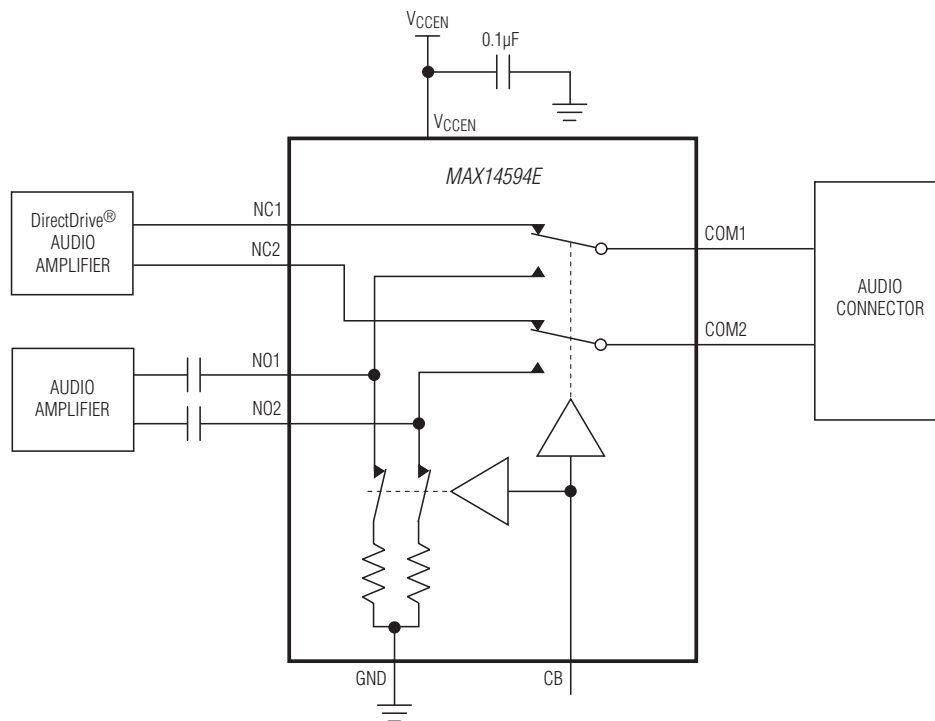 VCCEN
0.1µF
VCCEN
MAX14594E
DirectDrive®
AUDIO
AMPLIFIER
NC1
NC2
COM1
COM2
AUDIO
CONNECTOR
AUDIO
AMPLIFIER
NO1
NO2
GND
CB